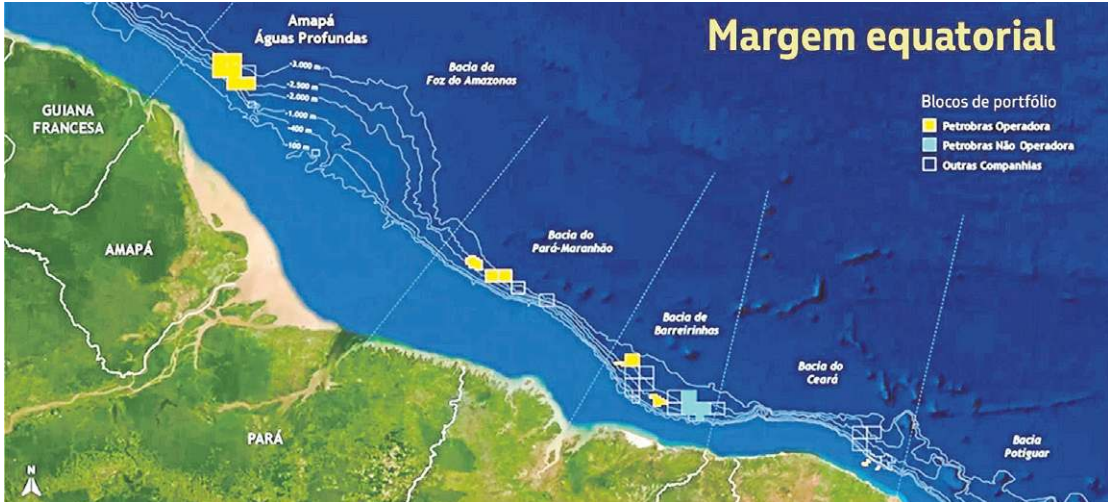 Margem equatorial
Amapá
Águas Profundas
Bacia da
Foz do Amazonas
-3.000 m
-2.500 m
-2.000 m
-1.000 m
-400 m
-100 m
Blocos de portfólio
Petrobras Operadora
Petrobras Não Operadora
Outras Companhias
GUIANA
FRANCESA
AMAPÁ
Bacia do
Pará-Maranhão
Bacia de
Barreirinhas
Bacia do
Ceará
Bacia
Potiguar
PARÁ
N